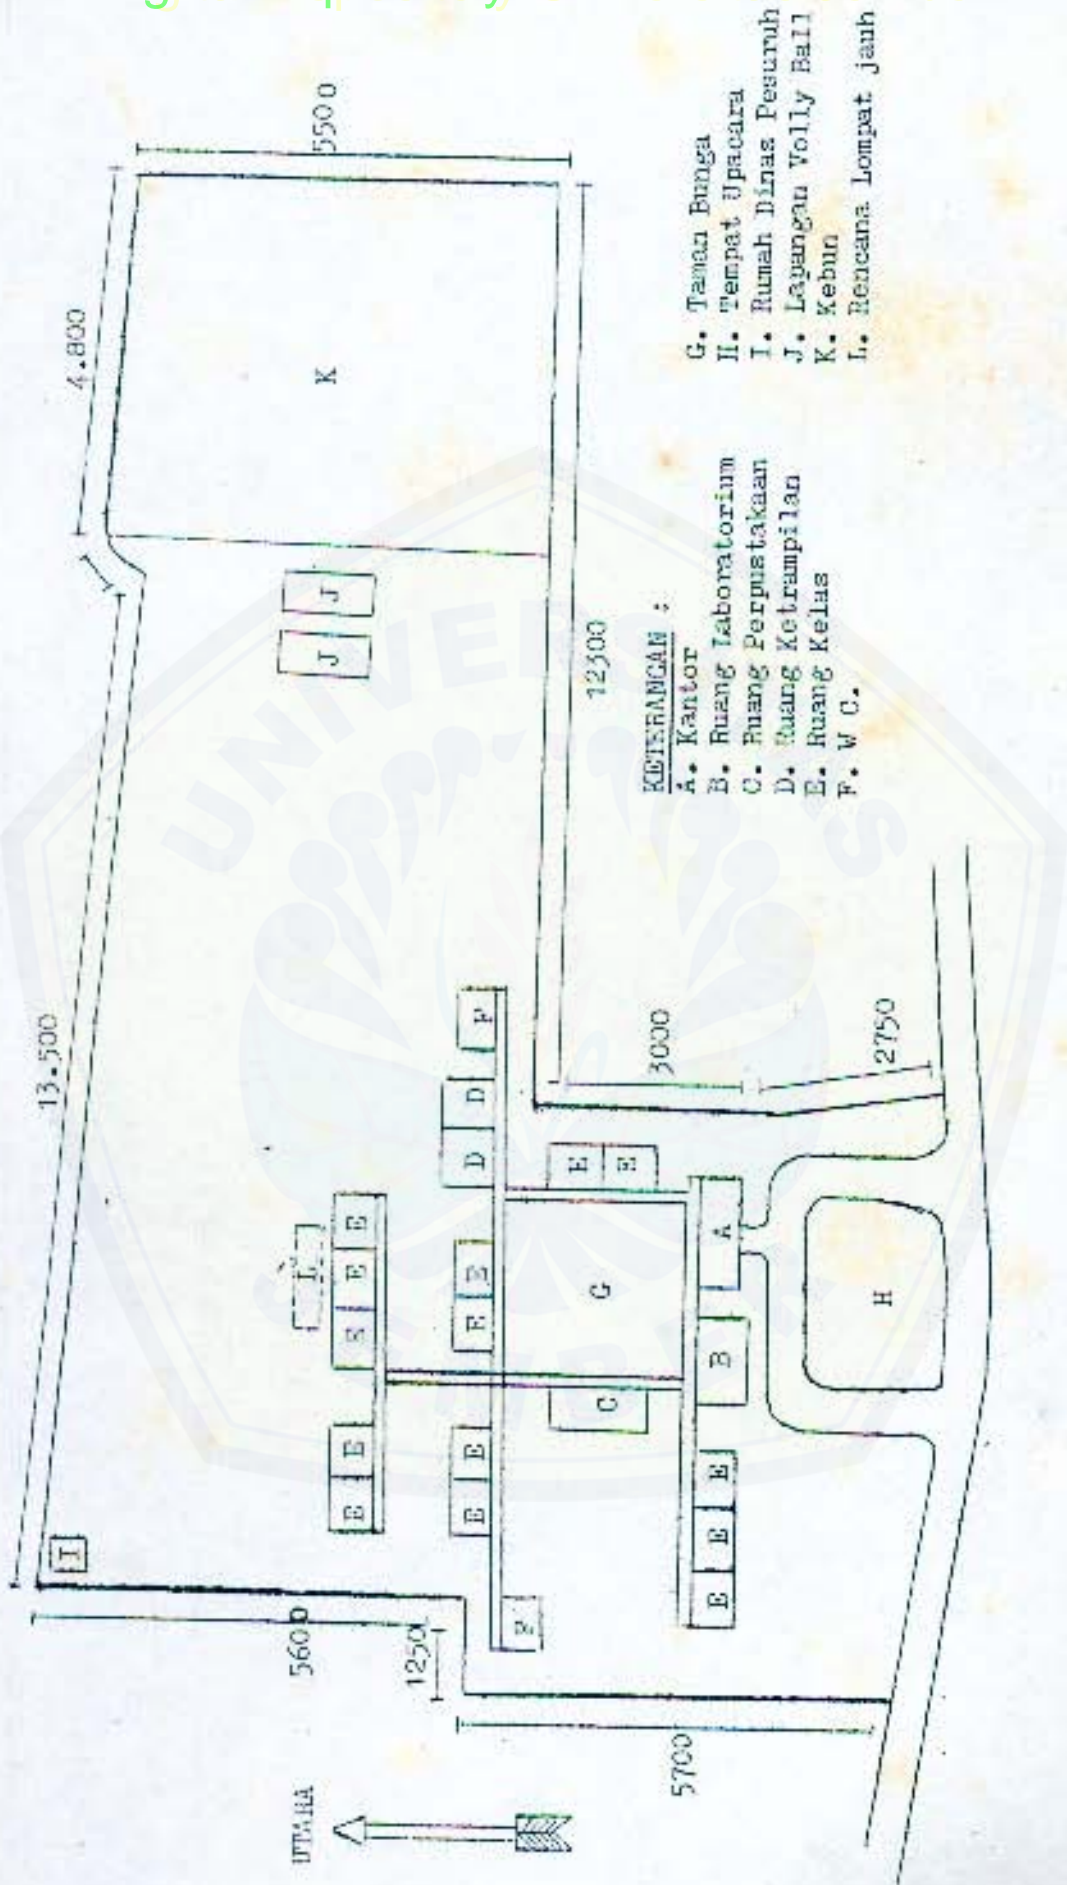 4.800
5500
13.500
K
J
J
12300
I
L
E
E
E
E
E
D
D
F
E
E
E
E
F
E
E
C
G
3000
E
E
E
B
A
H
2750
5600
1250
5700
UTARA
KETERANGAN :
A. Kantor
B. Ruang Laboratorium
C. Ruang Perpustakaan
D. Ruang Ketrampilan
E. Ruang Kelas
F. W C.
G. Taman Bunga
H. Tempat Upacara
I. Rumah Dinas Pesuruh
J. Lapangan Volly Ball
K. Kebun
L. Rencana Lompat jauh
UNIVERSITAS